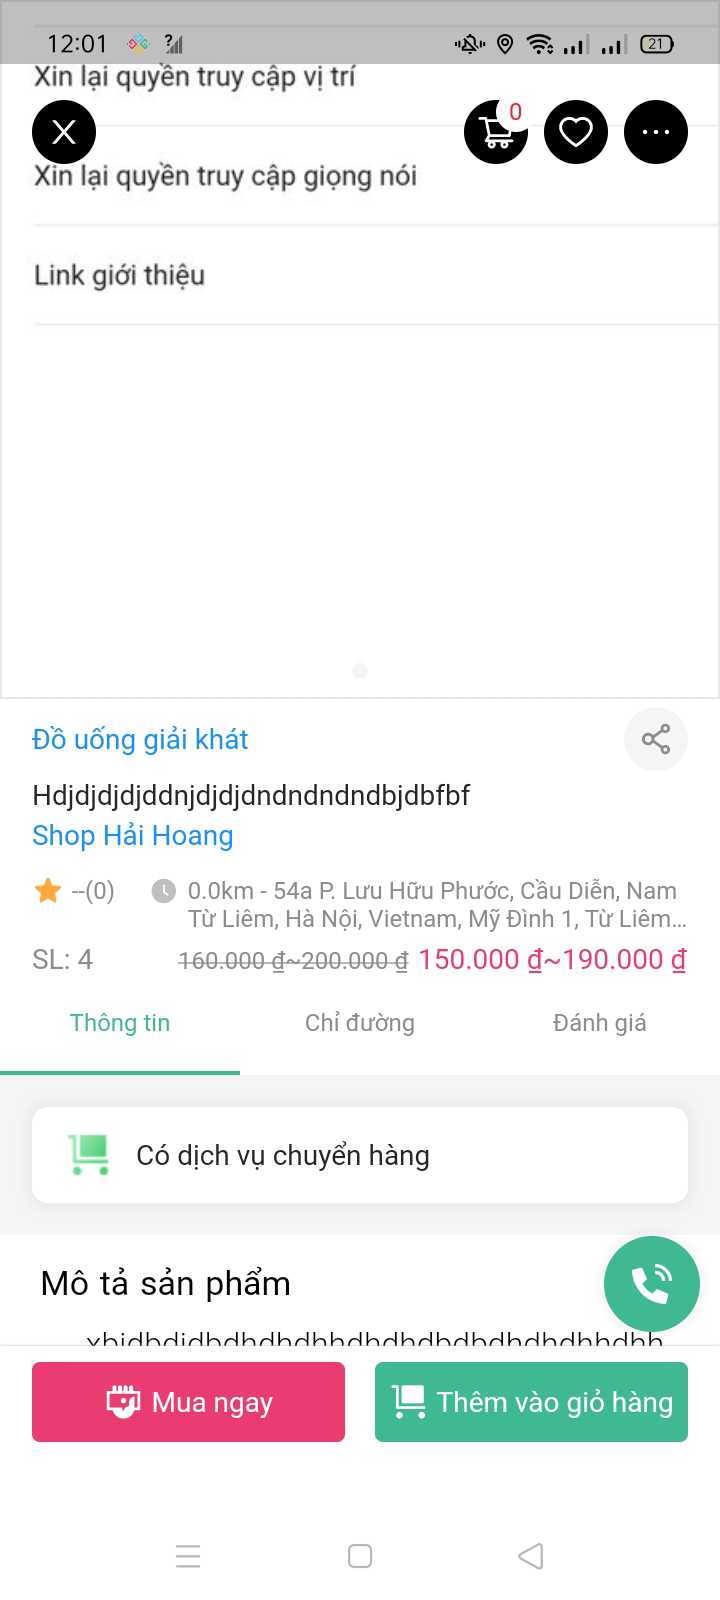 12:01
21
Xin lại quyền truy cập vị trí
0
Xin lại quyền truy cập giọng nói
Link giới thiệu
Đồ uống giải khát
Hdjdjdjdjddnjdjdjdndndndndbjdbfbf
Shop Hải Hoang
--(0)
0.0km - 54a P. Lưu Hữu Phước, Cầu Diễn, Nam
Từ Liêm, Hà Nội, Vietnam, Mỹ Đình 1, Từ Liêm...
SL: 4 160.000 ₫~200.000 ₫ 150.000 ₫~190.000 ₫
Thông tin Chỉ đường Đánh giá
Có dịch vụ chuyển hàng
Mô tả sản phẩm
Mua ngay Thêm vào giỏ hàng